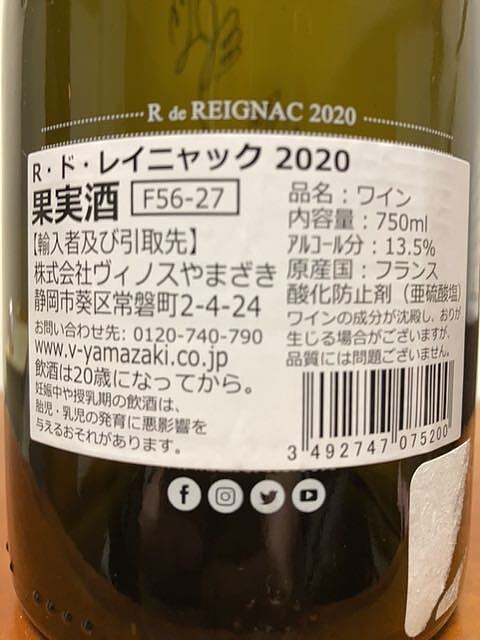 R de REIGNAC 2020
R・ド・レイニャック 2020
果実酒 F56-27
【輸入者及び引取先】
株式会社ヴィノスやまざき
静岡市葵区常磐町2-4-24
お問い合わせ先: 0120-740-790
www.v-yamazaki.co.jp
飲酒は20歳になってから。
妊娠中や授乳期の飲酒は、
胎児・乳児の発育に悪影響を
与えるおそれがあります。
品名：ワイン
内容量：750ml
アルコール分：13.5%
原産国：フランス
酸化防止剤（亜硫酸塩）
ワインの成分が沈殿し、おりが
生じる場合がございますが、
品質には問題ございません。
3 492747 075200